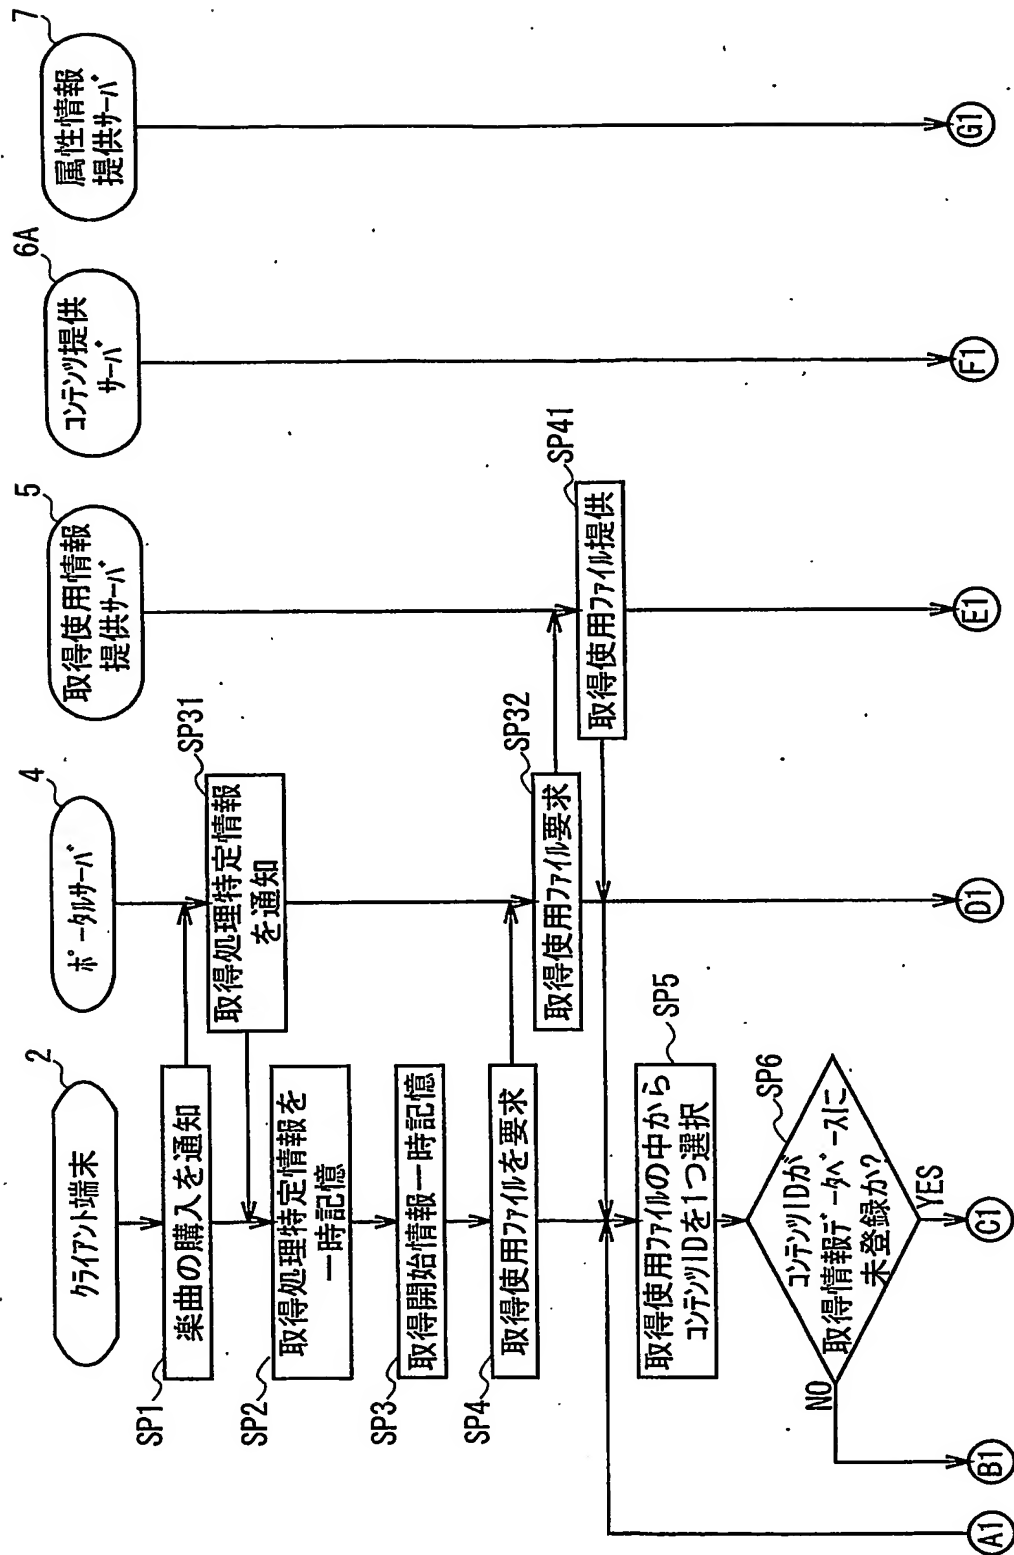 2
クライアント端末
4
ポータルサーバ
5
取得使用情報
提供サーバ
6A
コンテンツ提供
サーバ
7
属性情報
提供サーバ
SP1
楽曲の購入を通知
SP31
取得処理特定情報
を通知
SP2
取得処理特定情報を
一時記憶
SP3
取得開始情報一時記憶
SP4
取得使用ファイルを要求
SP32
取得使用ファイル要求
SP41
取得使用ファイル提供
SP5
取得使用ファイルの中から
コンテンツIDを1つ選択
SP6
コンテンツIDが
取得情報データベースに
未登録か?
NO
YES
A1
B1
C1
D1
E1
F1
G1